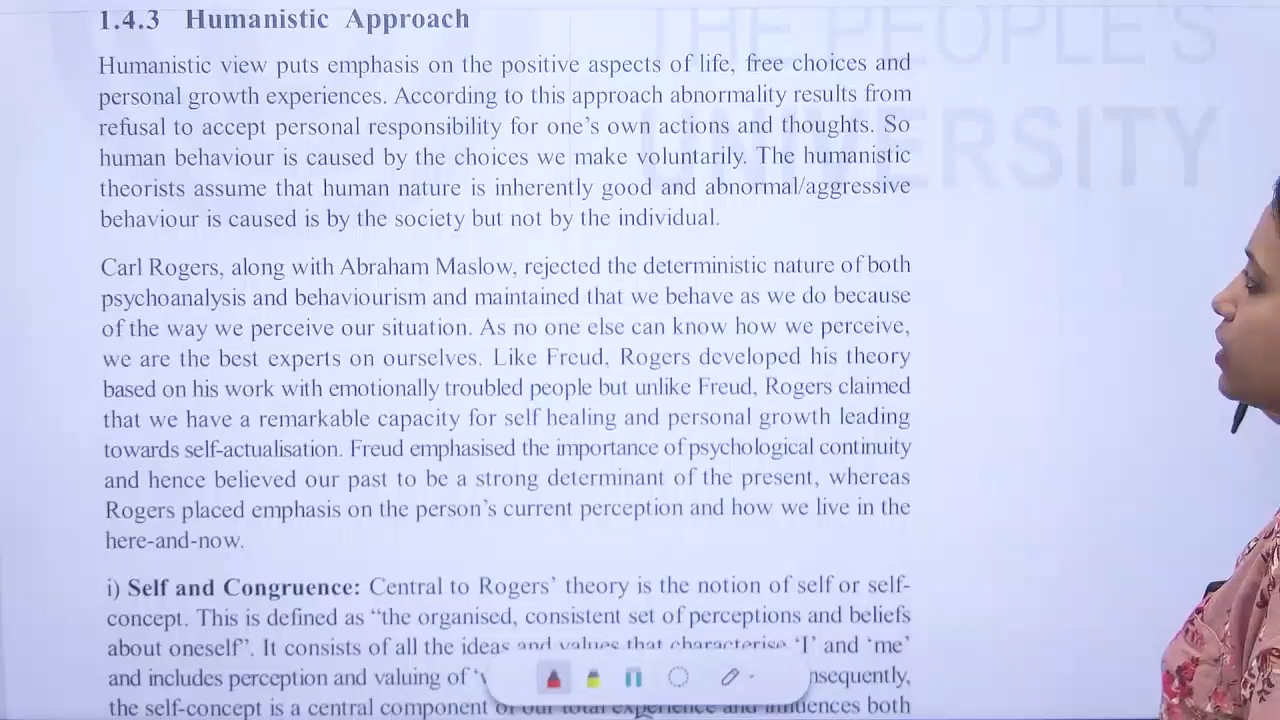 THE PEOPLE'S
UNIVERSITY
1.4.3 Humanistic Approach
Humanistic view puts emphasis on the positive aspects of life, free choices and
personal growth experiences. According to this approach abnormality results from
refusal to accept personal responsibility for one's own actions and thoughts. So
human behaviour is caused by the choices we make voluntarily. The humanistic
theorists assume that human nature is inherently good and abnormal/aggressive
behaviour is caused is by the society but not by the individual.
Carl Rogers, along with Abraham Maslow, rejected the deterministic nature of both
psychoanalysis and behaviourism and maintained that we behave as we do because
of the way we perceive our situation. As no one else can know how we perceive,
we are the best experts on ourselves. Like Freud, Rogers developed his theory
based on his work with emotionally troubled people but unlike Freud, Rogers claimed
that we have a remarkable capacity for self healing and personal growth leading
towards self-actualisation. Freud emphasised the importance of psychological continuity
and hence believed our past to be a strong determinant of the present, whereas
Rogers placed emphasis on the person's current perception and how we live in the
here-and-now.
i) Self and Congruence: Central to Rogers' theory is the notion of self or self-
concept. This is defined as “the organised, consistent set of perceptions and beliefs
about oneself”. It consists of all the ideas and values that characterise ‘I’ and ‘me’
and includes perception and valuing of
the self-concept is a central component of our total experience and influences both